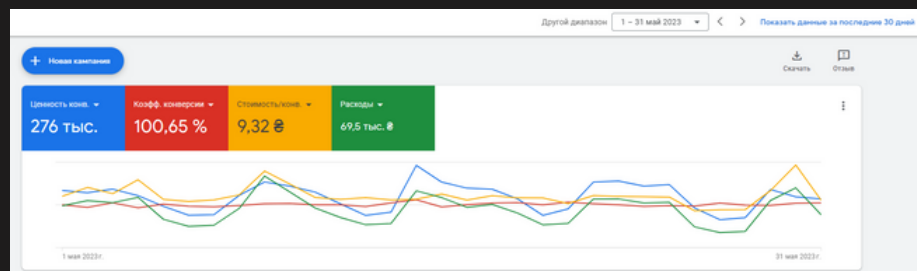 Другой диапазон 1 – 31 май 2023 Показать данные за последние 30 дней
+ Новая кампания
Скачать Отзыв
Ценность конв. Коэфф. конверсии Стоимость/конв. Расходы
276 тыс. 100,65 % 9,32 ₴ 69,5 тыс. ₴
1 мая 2023 г. 31 мая 2023 г.